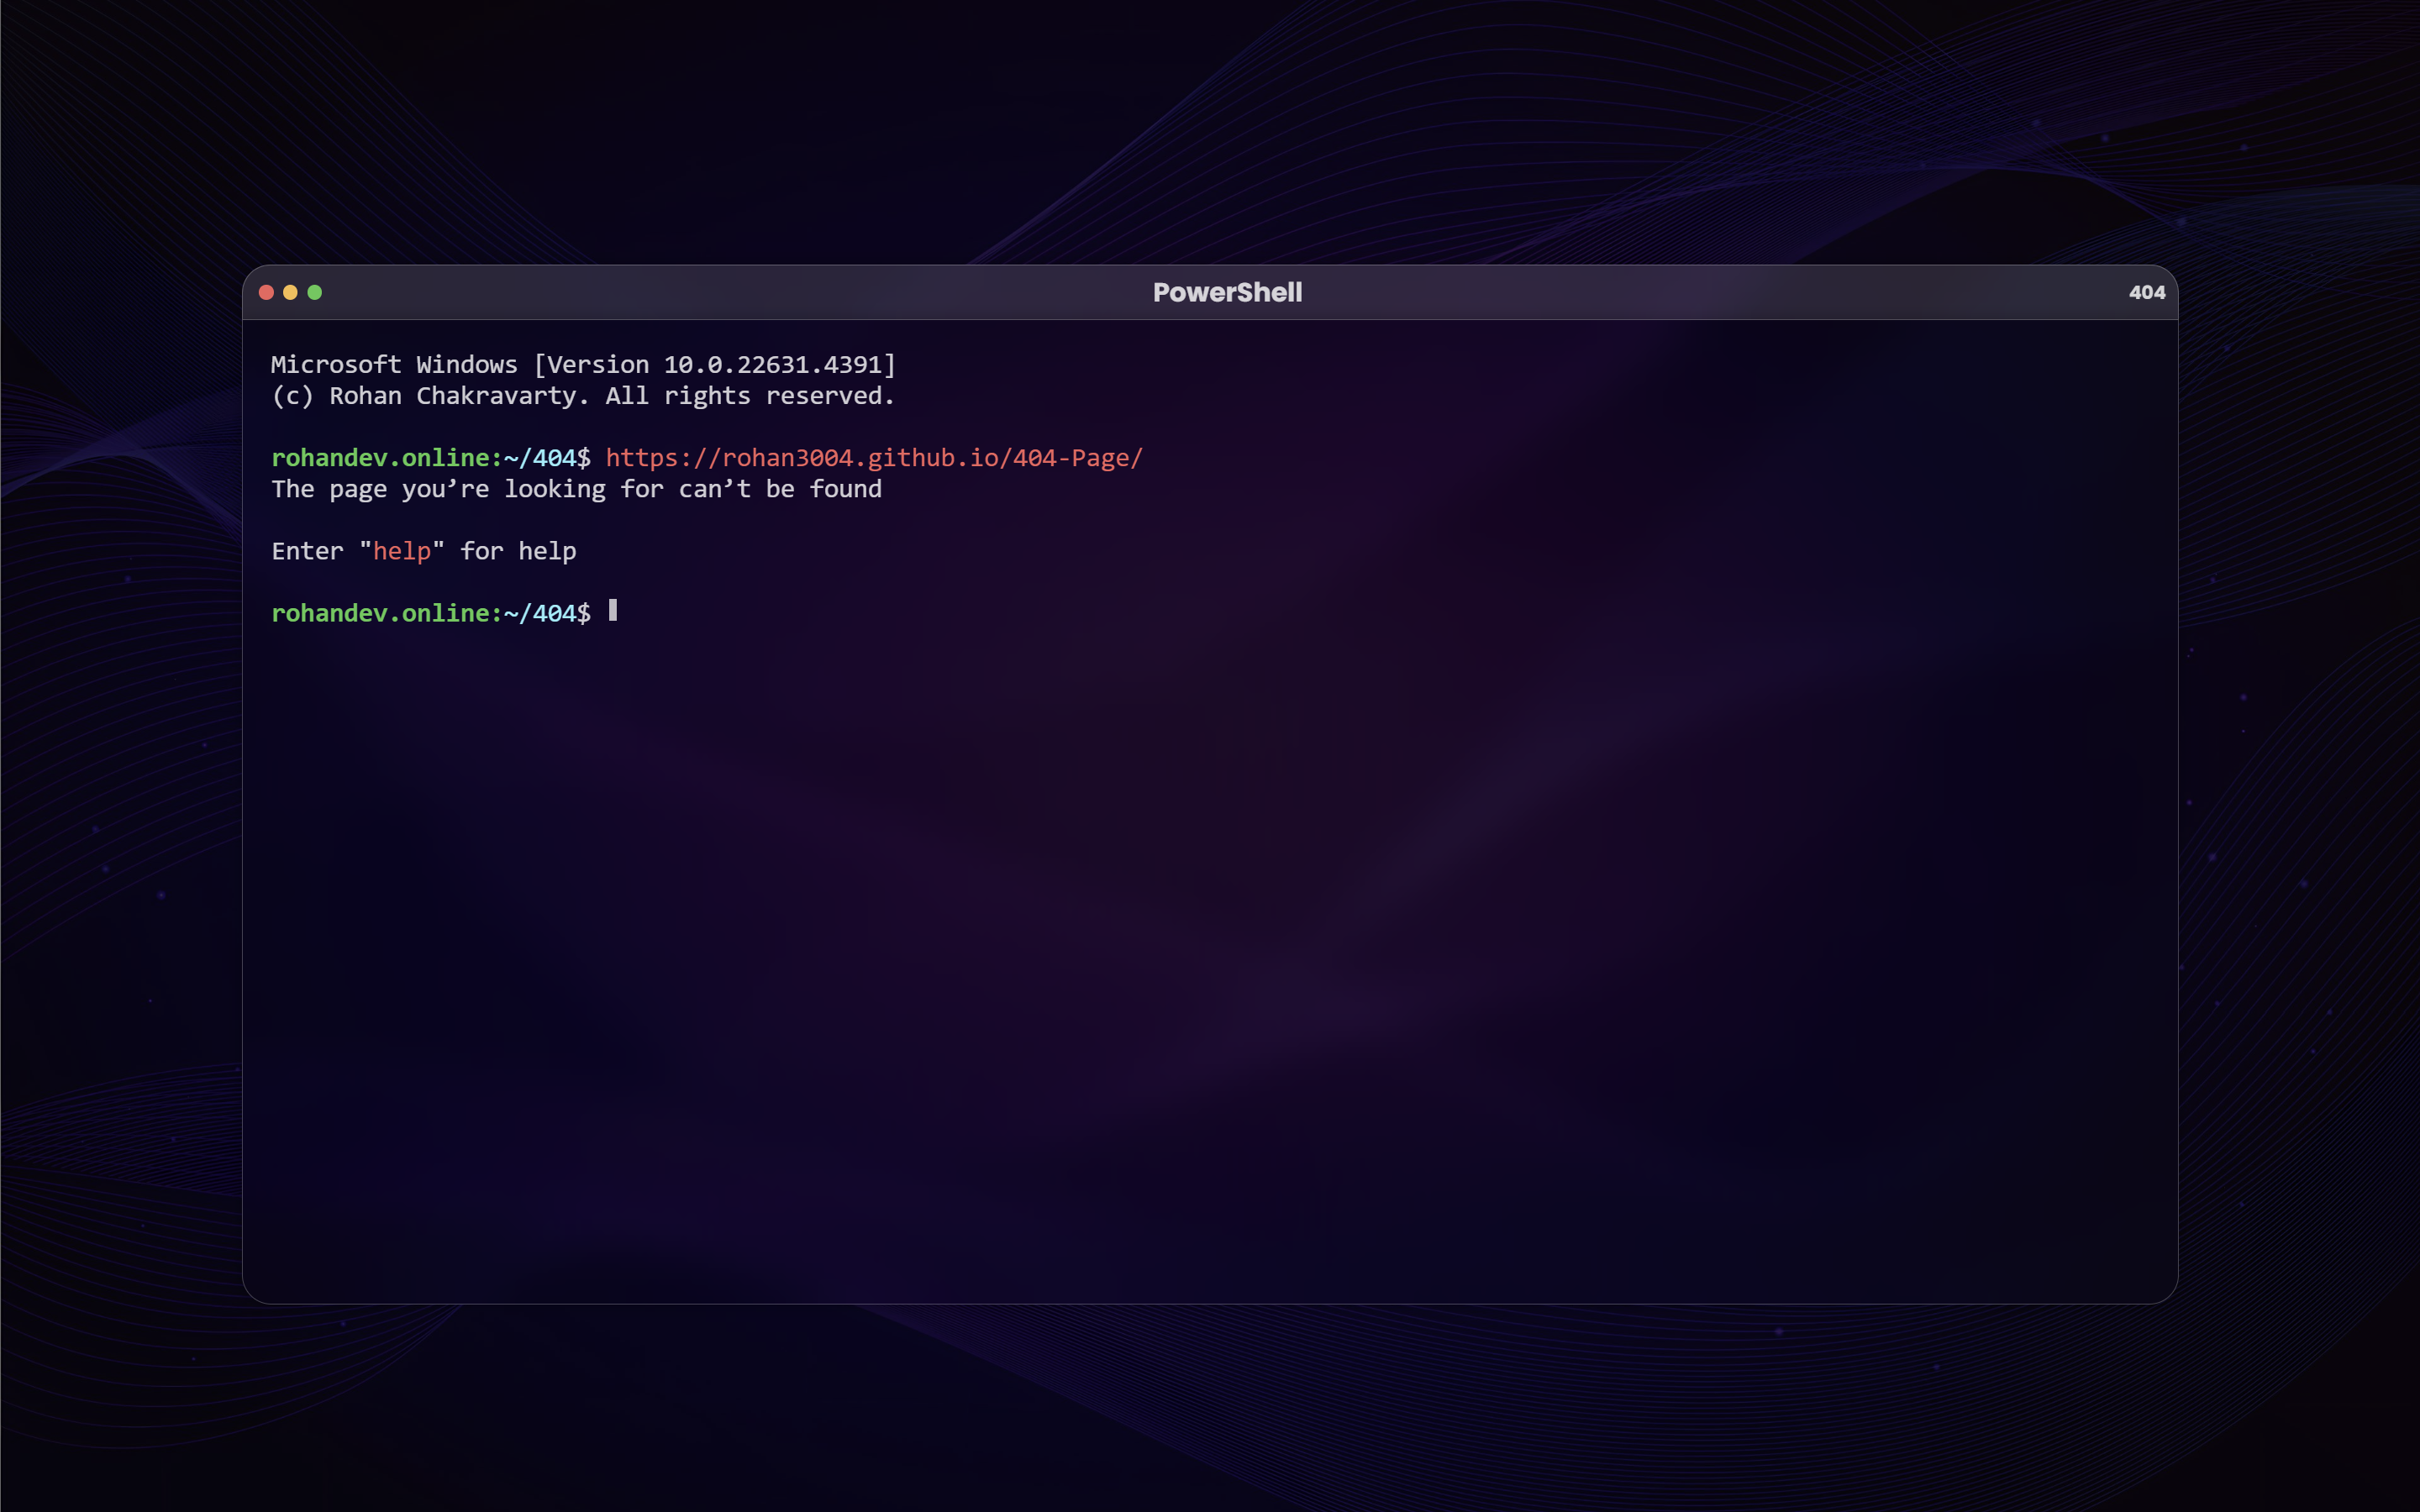 PowerShell
404
Microsoft Windows [Version 10.0.22631.4391]
(c) Rohan Chakravarty. All rights reserved.
rohandev.online:~/404$ https://rohan3004.github.io/404-Page/
The page you’re looking for can’t be found
Enter "help" for help
rohandev.online:~/404$